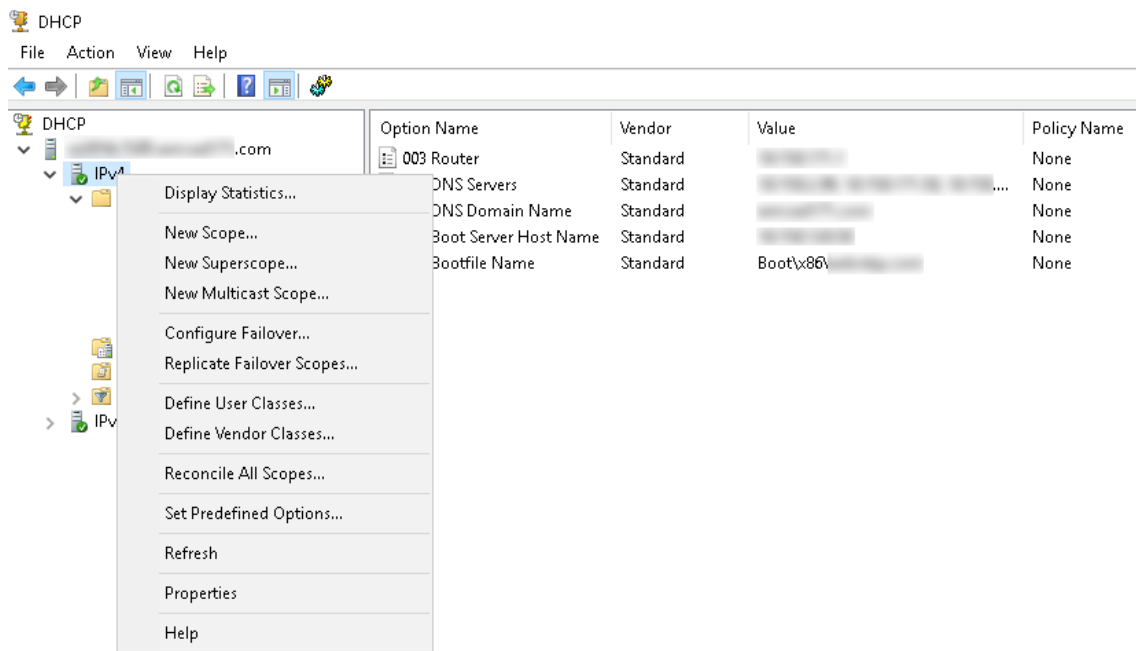 DHCP
File Action View Help
DHCP
.com
IPv4
IPv
Option Name Vendor Value Policy Name
003 Router Standard None
DNS Servers Standard .... None
DNS Domain Name Standard None
Boot Server Host Name Standard None
Bootfile Name Standard Boot\x86\ None
Display Statistics...
New Scope...
New Superscope...
New Multicast Scope...
Configure Failover...
Replicate Failover Scopes...
Define User Classes...
Define Vendor Classes...
Reconcile All Scopes...
Set Predefined Options...
Refresh
Properties
Help